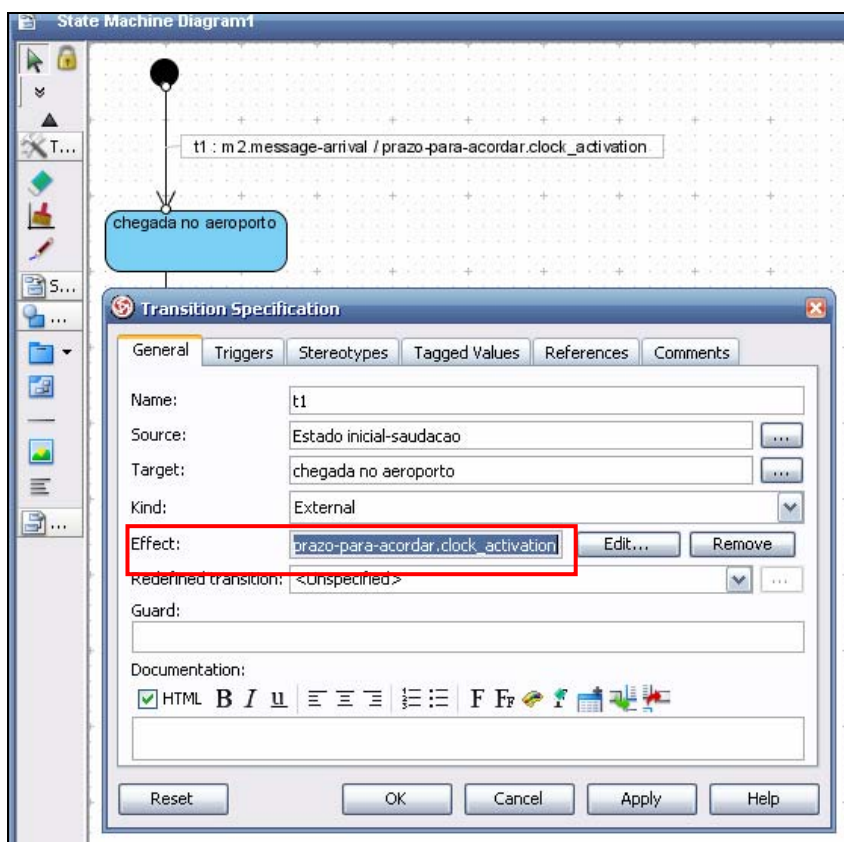 State Machine Diagram1
t1 : m2.message-arrival / prazo-para-acordar.clock_activation
T...
chegada no aeroporto
S...
...
Transition Specification
General Triggers Stereotypes Tagged Values References Comments
Name: t1
Source: Estado inicial-saudacao ...
Target: chegada no aeroporto ...
Kind: External
Effect: prazo-para-acordar.clock_activation Edit... Remove
Redefined transition: <Unspecified> ...
Guard:
Documentation:
HTML B I u F FF
Reset OK Cancel Apply Help
...